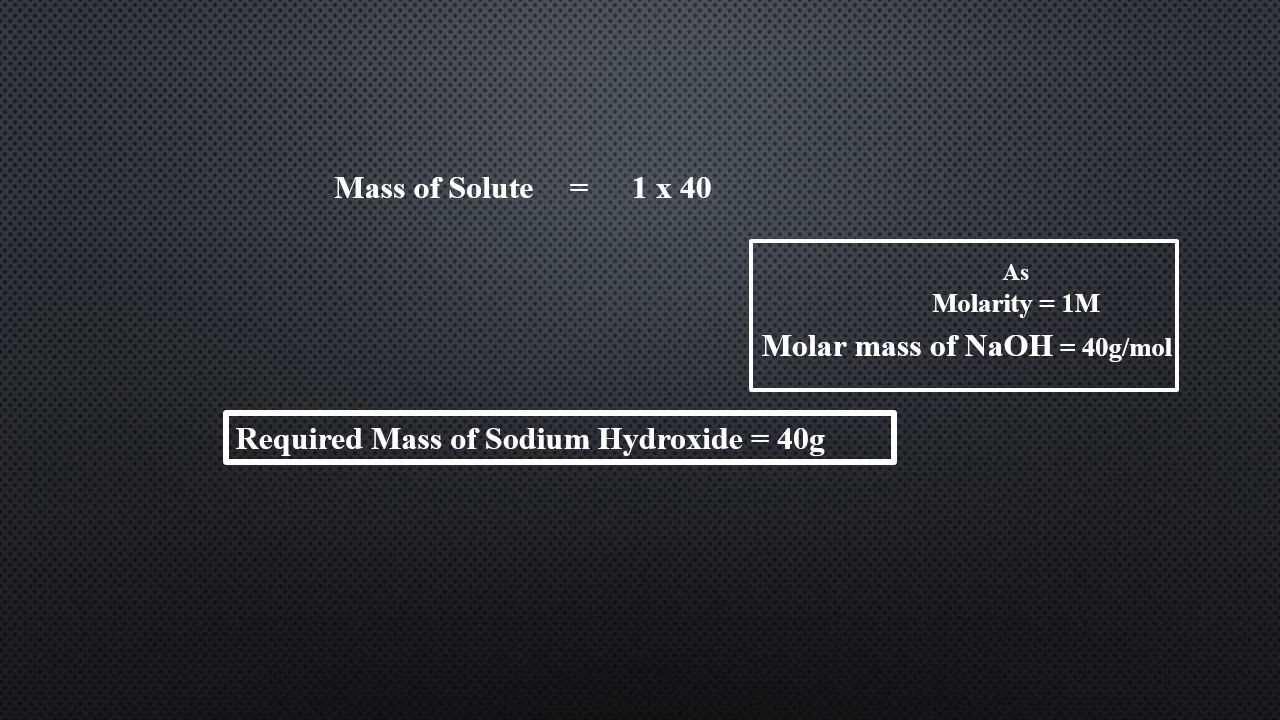 Mass of Solute = 1 x 40
As
Molarity = 1M
Molar mass of NaOH = 40g/mol
Required Mass of Sodium Hydroxide = 40g